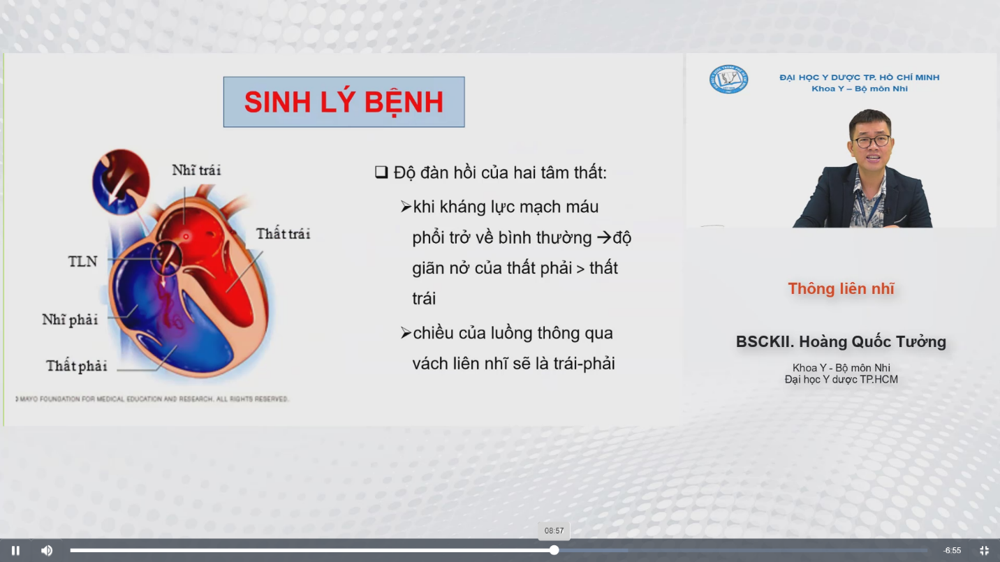 SINH LÝ BỆNH
Nhĩ trái
Thất trái
TLN
Nhĩ phải
Thất phải
MAYO FOUNDATION FOR MEDICAL EDUCATION AND RESEARCH. ALL RIGHTS RESERVED.
❑ Độ đàn hồi của hai tâm thất:
➢khi kháng lực mạch máu
phổi trở về bình thường →độ
giãn nở của thất phải > thất
trái
➢chiều của luồng thông qua
vách liên nhĩ sẽ là trái-phải
ĐẠI HỌC Y DƯỢC TP. HỒ CHÍ MINH
Khoa Y – Bộ môn Nhi
Thông liên nhĩ
BSCKII. Hoàng Quốc Tưởng
Khoa Y - Bộ môn Nhi
Đại học Y dược TP.HCM
08:57
-6:55